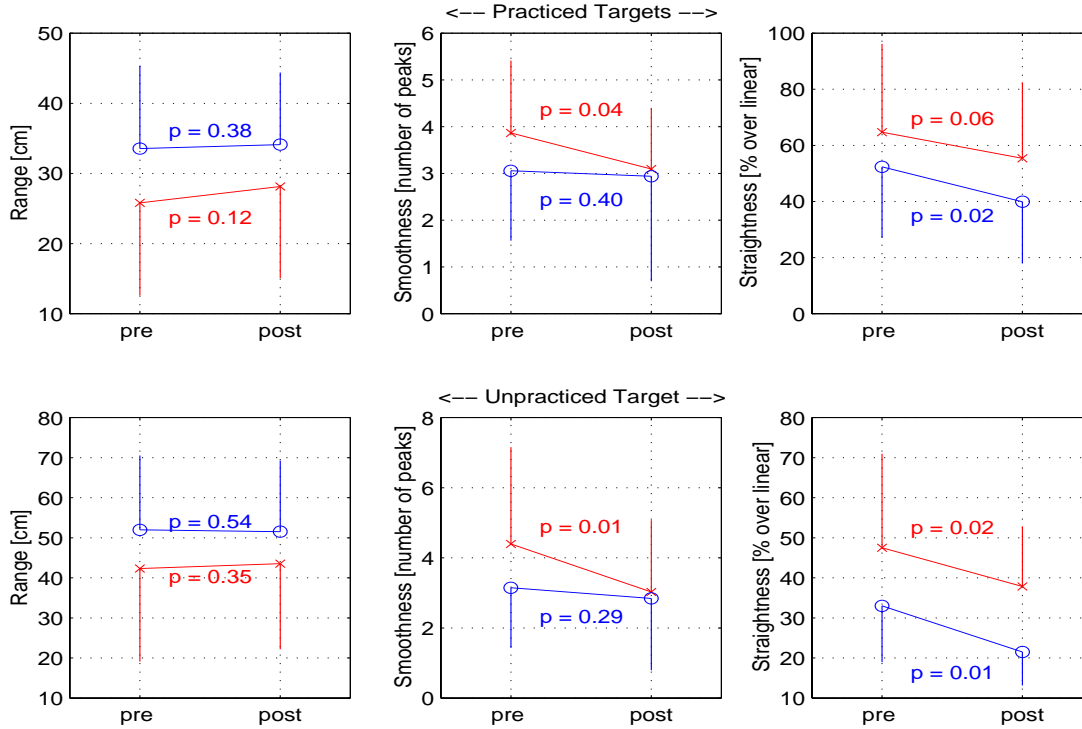 <−− Practiced Targets −−>
Range [cm]
50
40
30
20
10
p = 0.38
p = 0.12
pre post
Smoothness [number of peaks]
6
5
4
3
2
1
0
p = 0.04
p = 0.40
pre post
Straightness [% over linear]
100
80
60
40
20
0
p = 0.06
p = 0.02
pre post
<−− Unpracticed Target −−>
Range [cm]
80
70
60
50
40
30
20
10
p = 0.54
p = 0.35
pre post
Smoothness [number of peaks]
8
6
4
2
0
p = 0.01
p = 0.29
pre post
Straightness [% over linear]
80
70
60
50
40
30
20
10
p = 0.02
p = 0.01
pre post